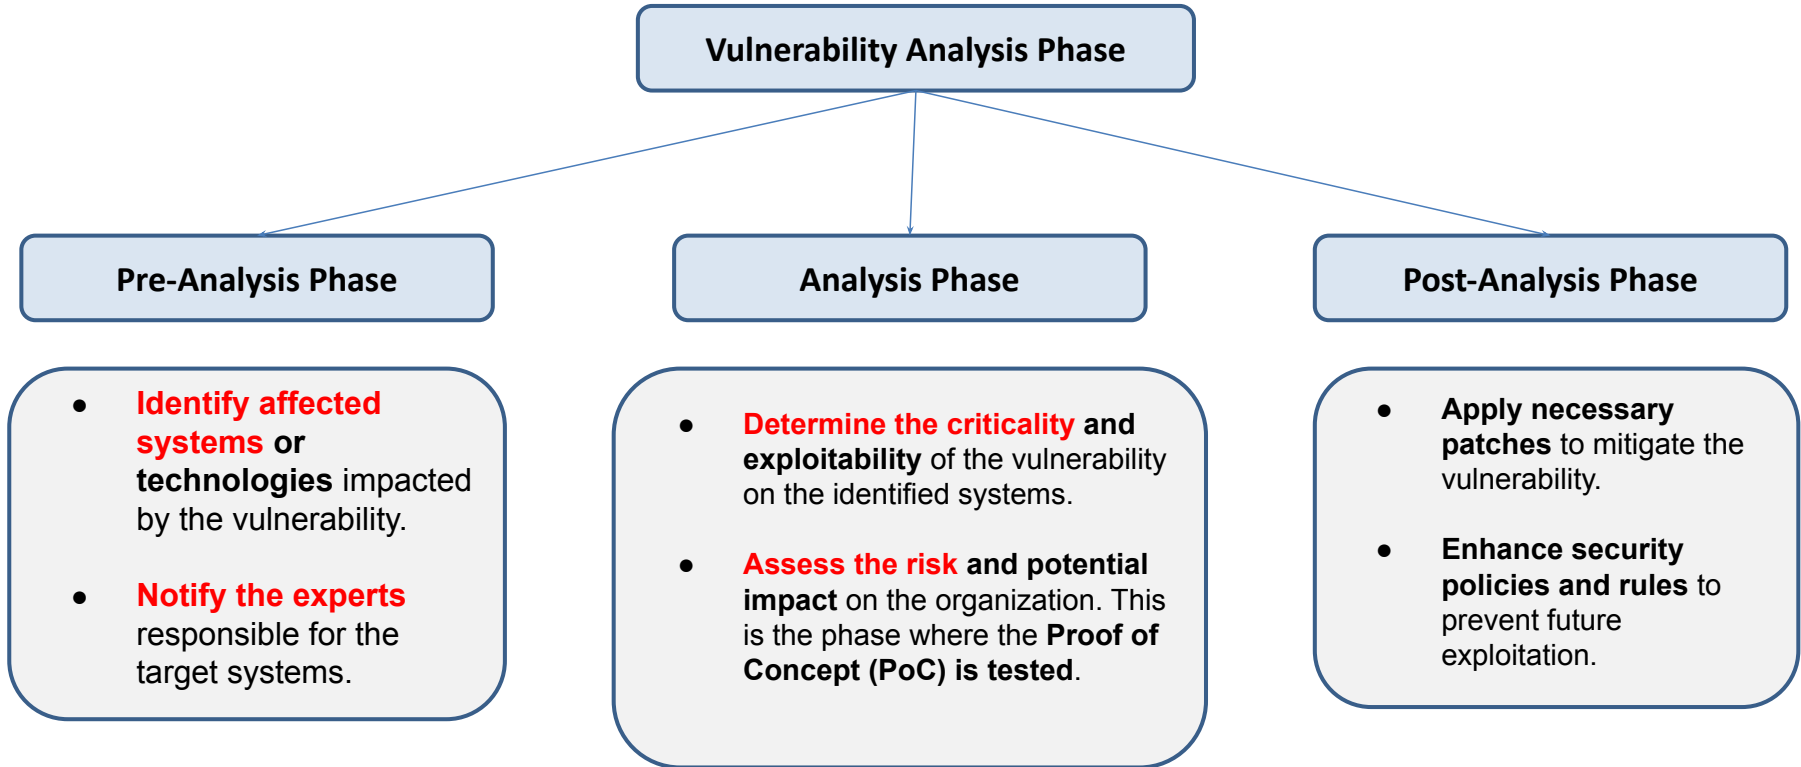 Vulnerability Analysis Phase
Pre-Analysis Phase
● Identify affected
systems or
technologies impacted
by the vulnerability.
● Notify the experts
responsible for the
target systems.
Analysis Phase
● Determine the criticality and
exploitability of the vulnerability
on the identified systems.
● Assess the risk and potential
impact on the organization. This
is the phase where the Proof of
Concept (PoC) is tested.
Post-Analysis Phase
● Apply necessary
patches to mitigate the
vulnerability.
● Enhance security
policies and rules to
prevent future
exploitation.